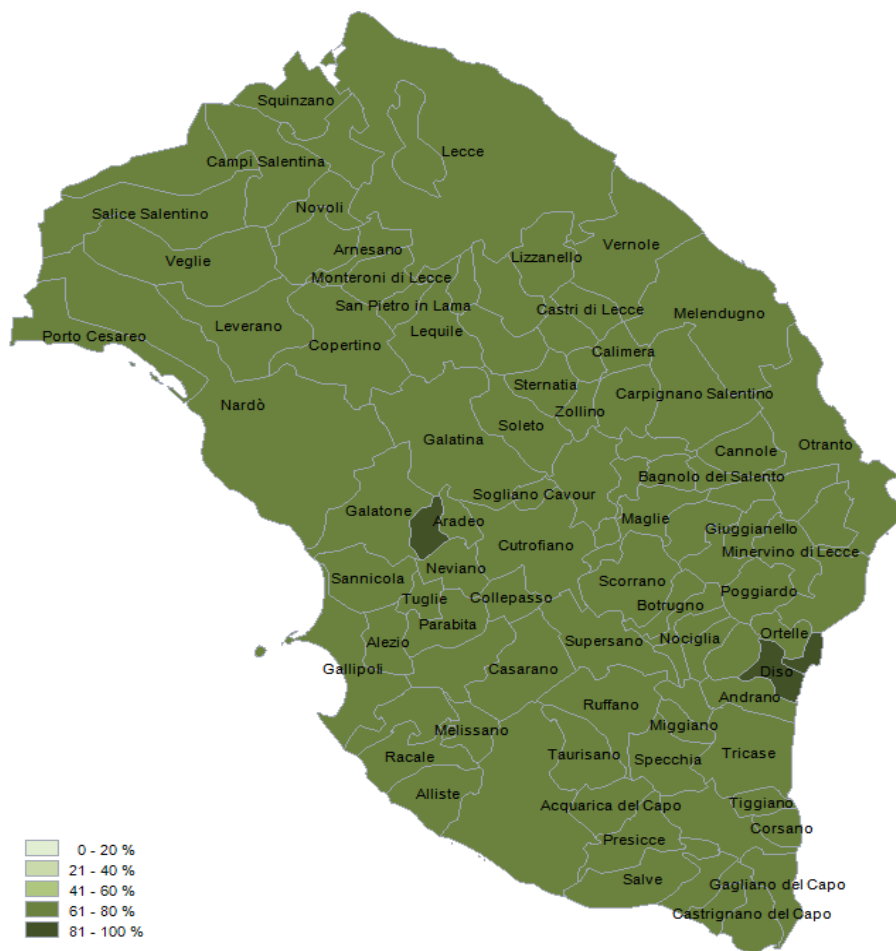 Squinzano
Lecce
Campi Salentina
Novoli
Salice Salentino
Arnesano
Vernole
Lizzanello
Veglie
Monteroni di Lecce
San Pietro in Lama
Castri di Lecce
Melendugno
Leverano
Lequile
Porto Cesareo
Copertino
Calimera
Sternatia
Carpignano Salentino
Nardò
Zollino
Soleto
Galatina
Otranto
Cannole
Bagnolo del Salento
Sogliano Cavour
Galatone
Aradeo
Maglie
Giuggianello
Cutrofiano
Minervino di Lecce
Neviano
Sannicola
Scorrano
Poggiardo
Tuglie
Collepasso
Botrugno
Parabita
Ortelle
Alezio
Supersano
Nociglia
Gallipoli
Casarano
Diso
Andrano
Ruffano
Miggiano
Melissano
Racale
Taurisano
Specchia
Tricase
Alliste
Acquarica del Capo
Tiggiano
Corsano
Presicce
Salve
Gagliano del Capo
Castrignano del Capo
0 - 20 %
21 - 40 %
41 - 60 %
61 - 80 %
81 - 100 %